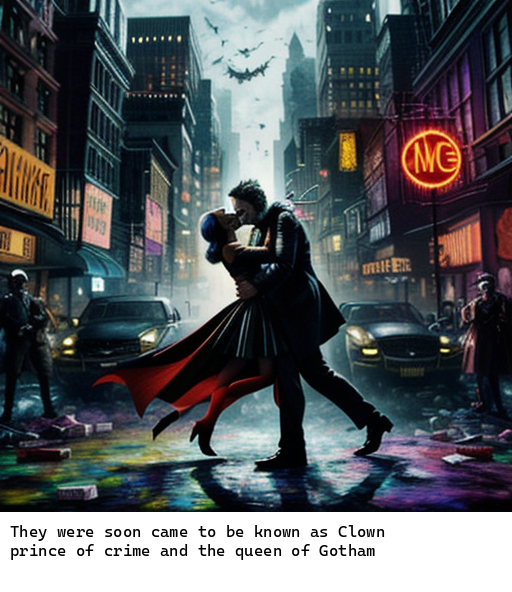 They were soon came to be known as Clown
prince of crime and the queen of Gotham